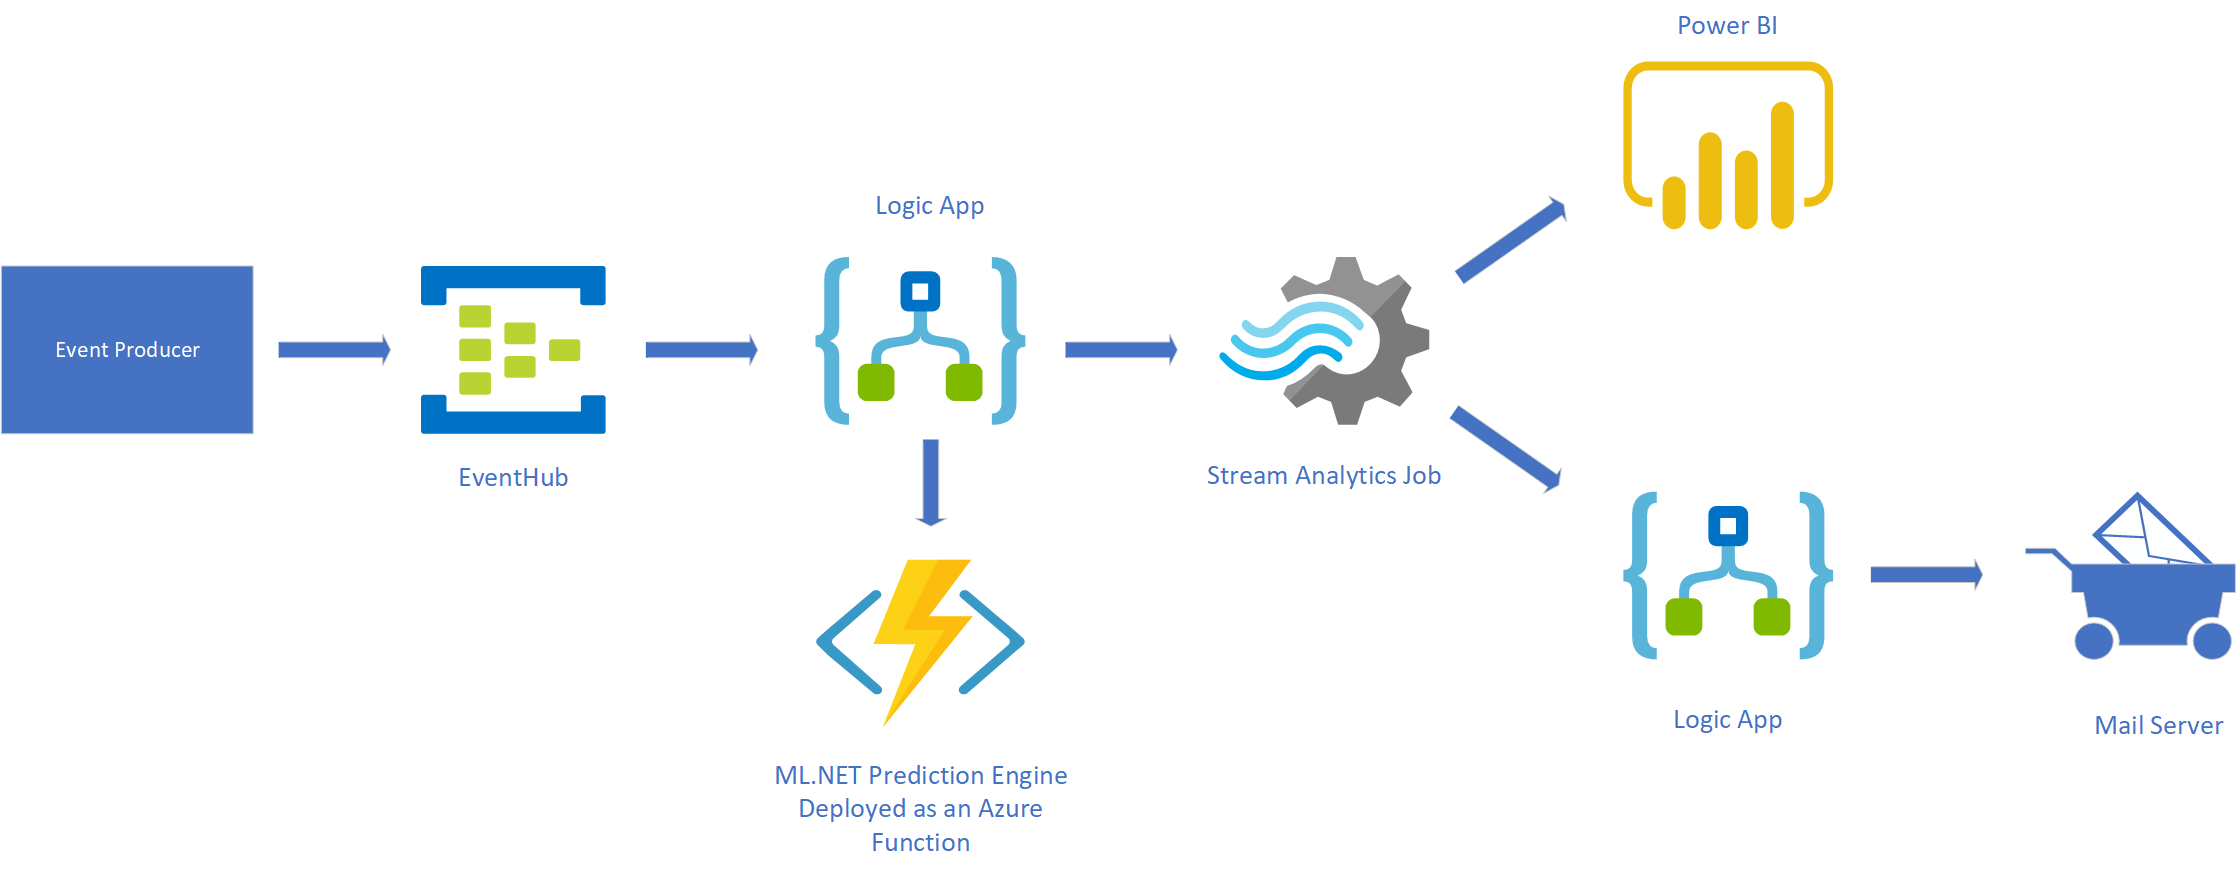 Power BI
Logic App
Event Producer
EventHub
Stream Analytics Job
Logic App
Mail Server
ML.NET Prediction Engine
Deployed as an Azure
Function